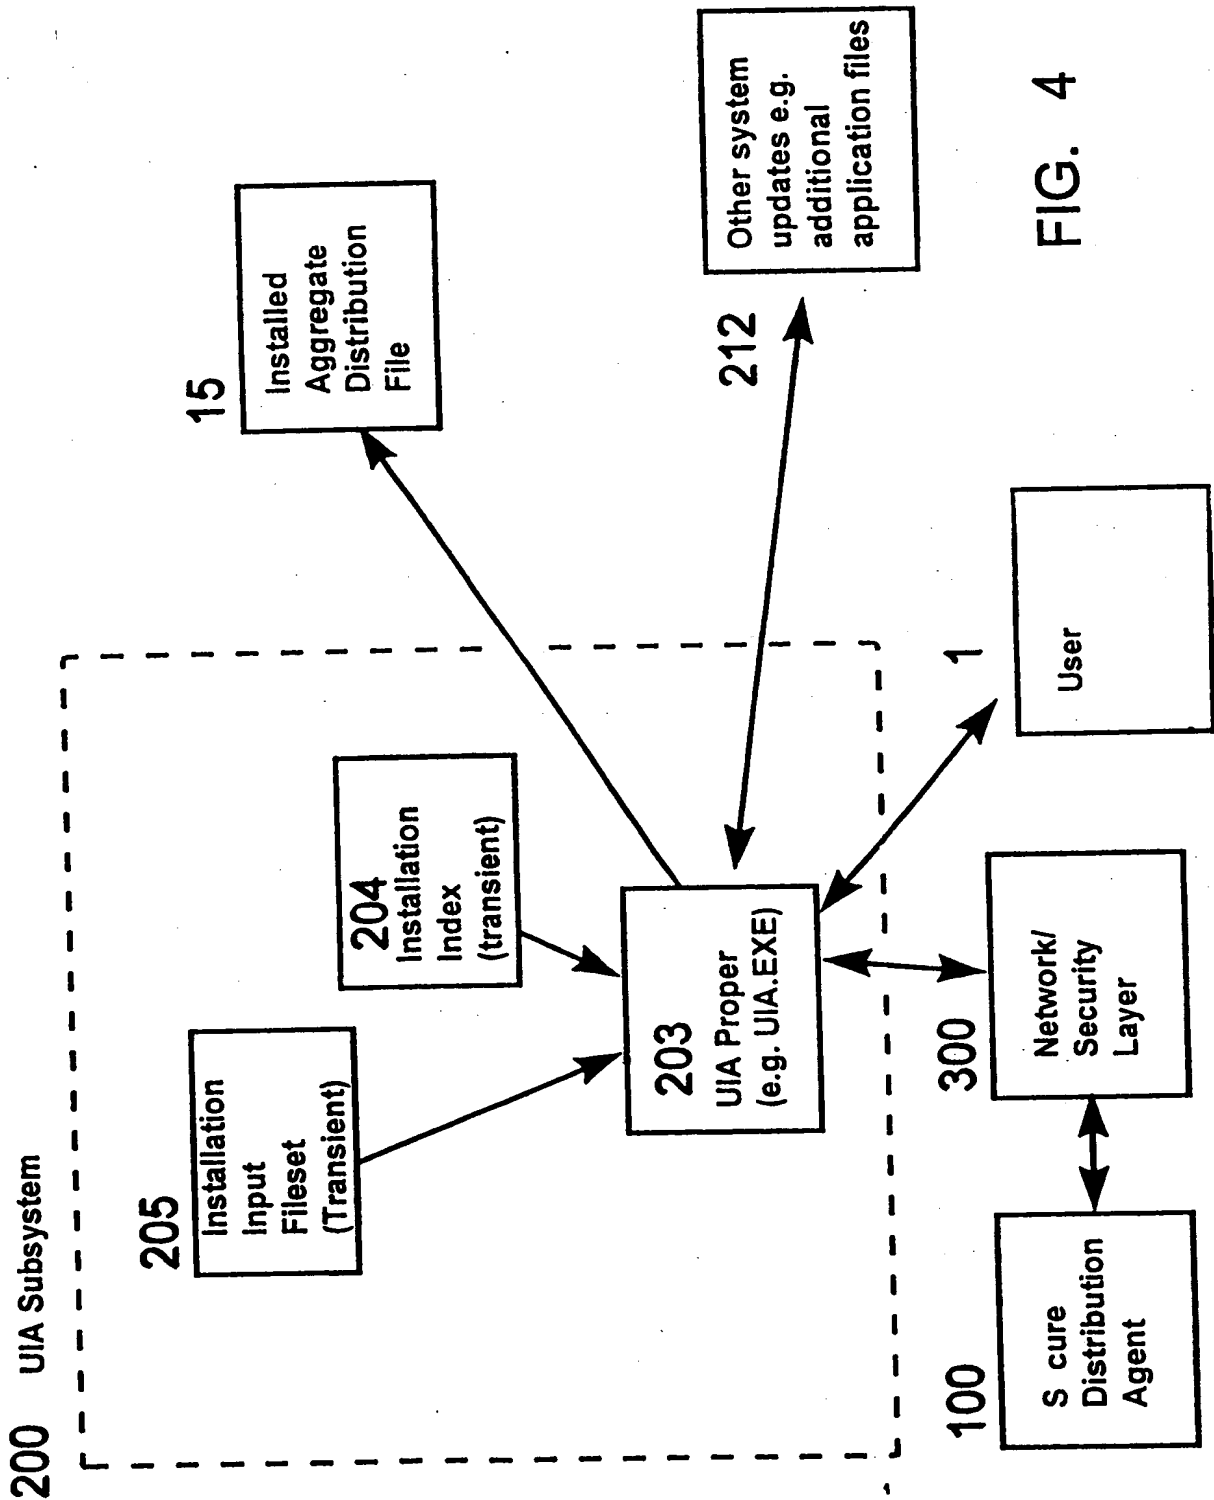 200 UIA Subsystem
205
Installation
Input
Fileset
(Transient)
204
Installation
Index
(transient)
15
Installed
Aggregate
Distribution
File
203
UIA Proper
(e.g. UIA.EXE)
212
Other system
updates e.g.
additional
application files
100
S cure
Distribution
Agent
300
Network/
Security
Layer
1
User
FIG. 4